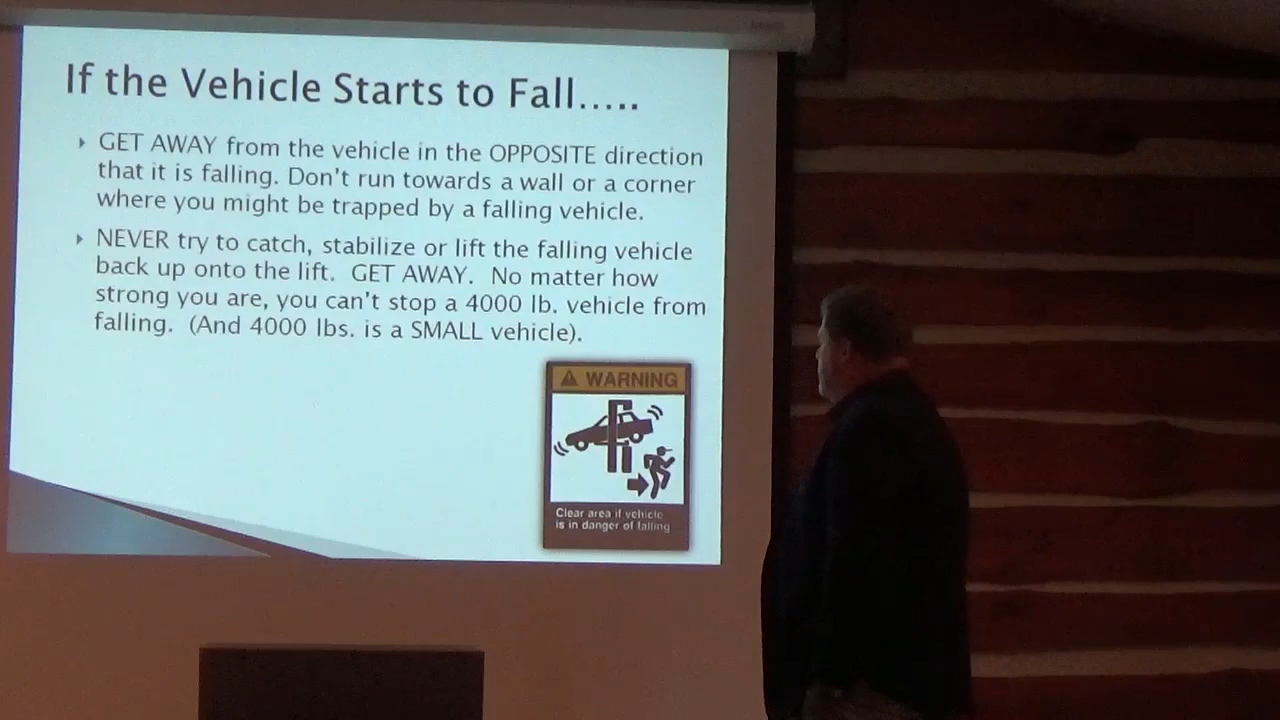 If the Vehicle Starts to Fall.....
GET AWAY from the vehicle in the OPPOSITE direction
that it is falling. Don't run towards a wall or a corner
where you might be trapped by a falling vehicle.
NEVER try to catch, stabilize or lift the falling vehicle
back up onto the lift. GET AWAY. No matter how
strong you are, you can't stop a 4000 lb. vehicle from
falling. (And 4000 lbs. is a SMALL vehicle).
WARNING
Clear area if vehicle
is in danger of falling